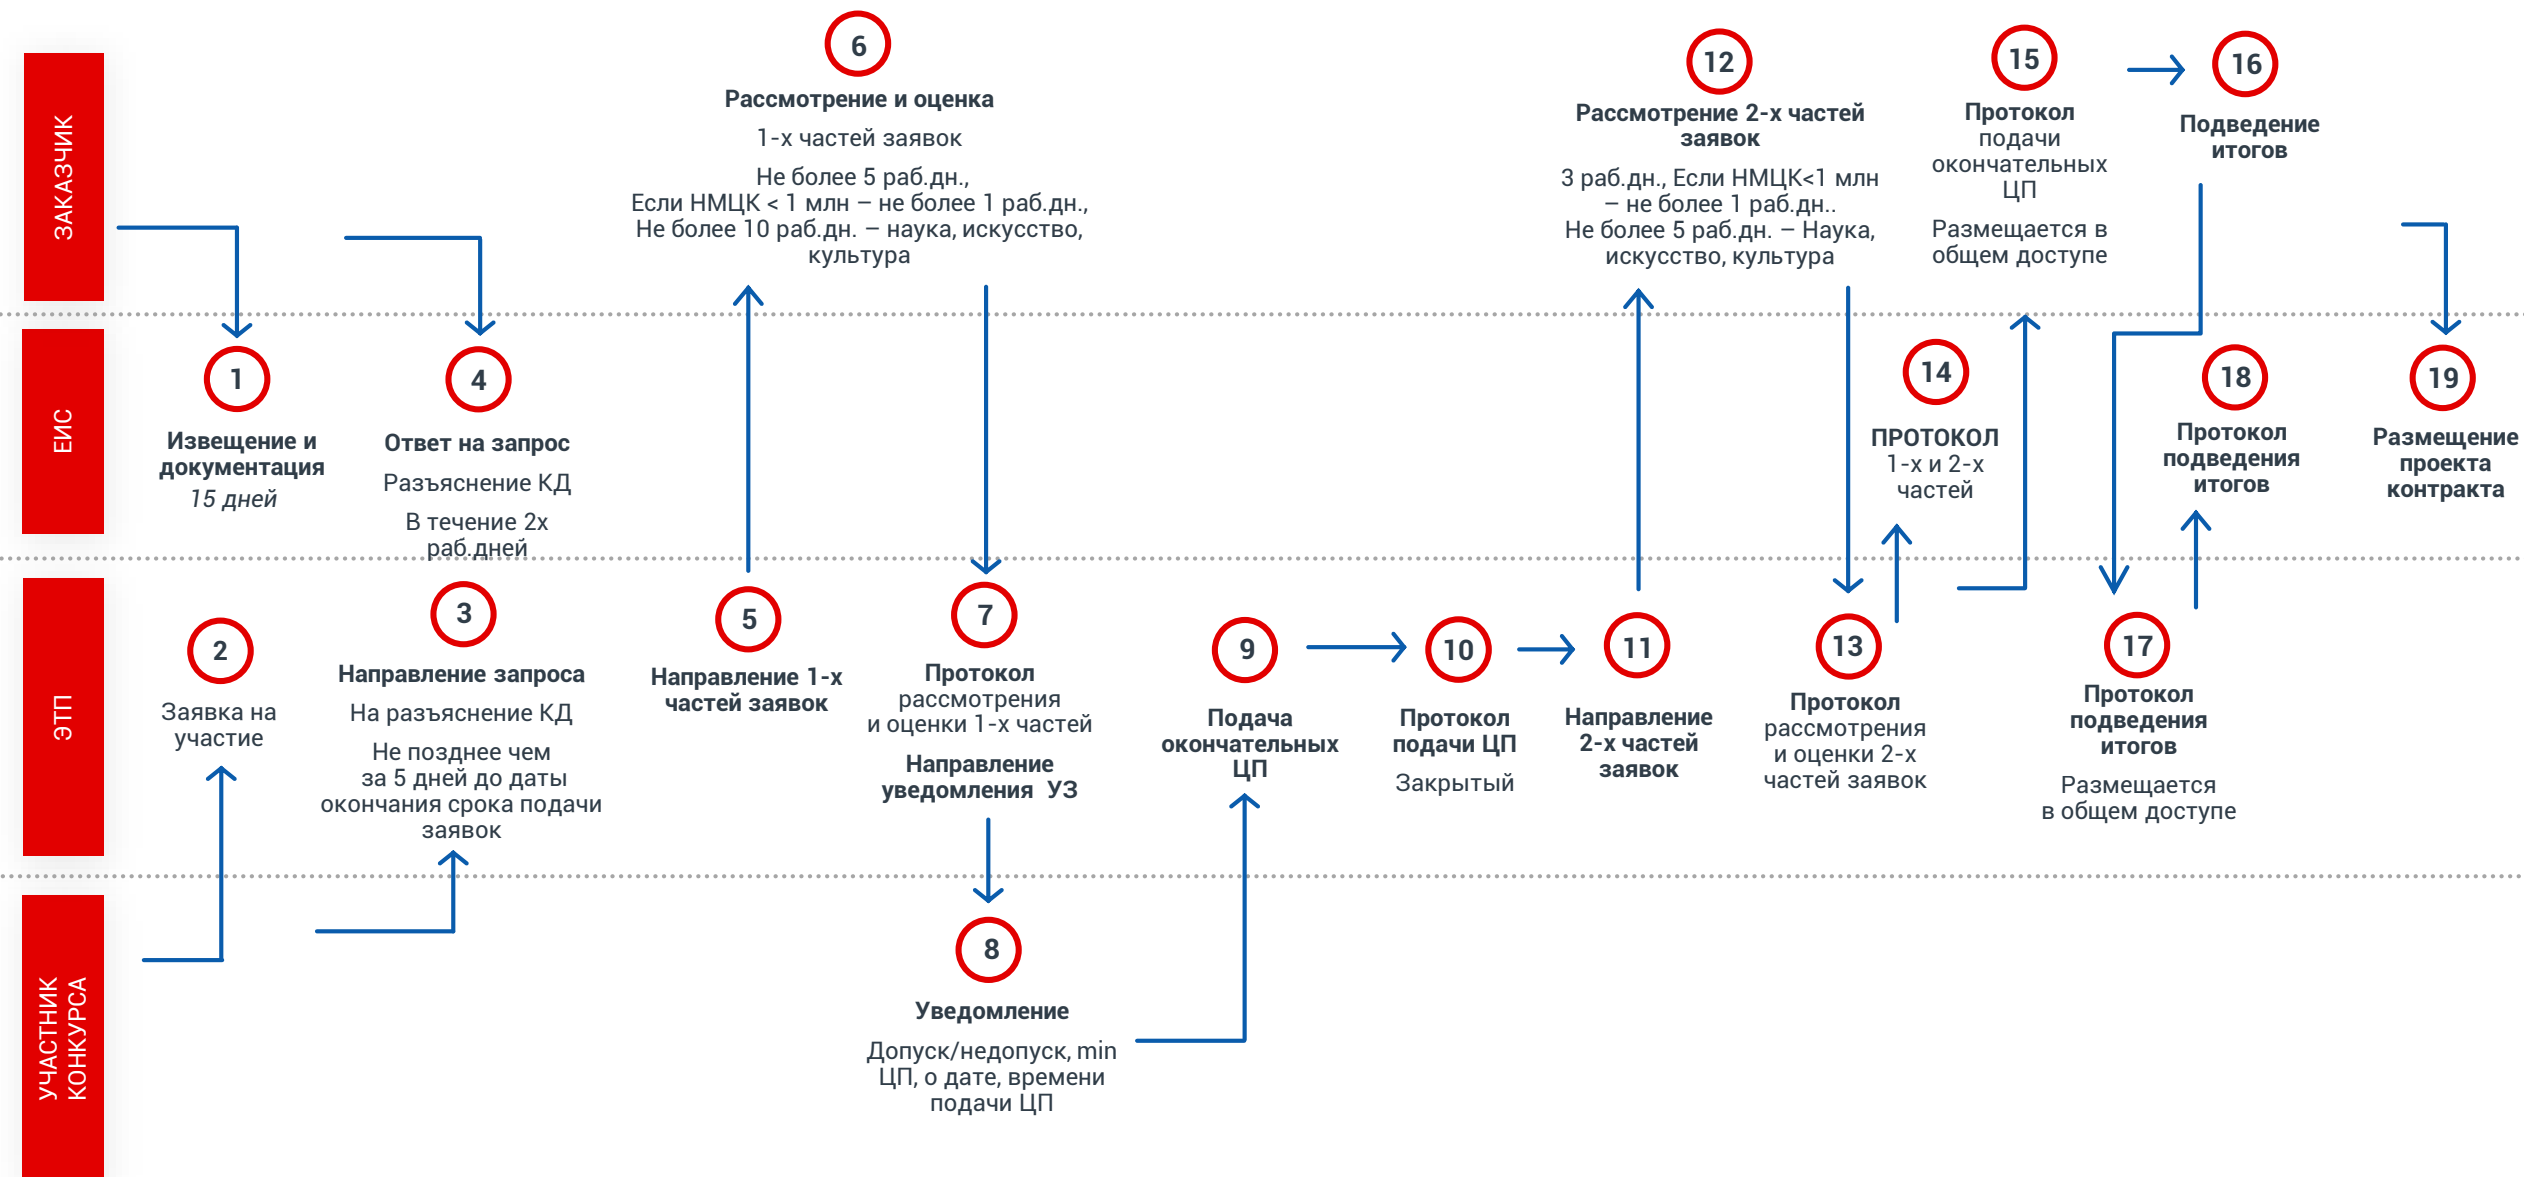 ЗАКАЗЧИК
6
Рассмотрение и оценка
1-х частей заявок
Не более 5 раб.дн.,
Если НМЦК < 1 млн – не более 1 раб.дн.,
Не более 10 раб.дн. – наука, искусство,
культура
12
Рассмотрение 2-х частей
заявок
3 раб.дн., Если НМЦК<1 млн
– не более 1 раб.дн..
Не более 5 раб.дн. – Наука,
искусство, культура
15
Протокол
подачи
окончательных
ЦП
Размещается в
общем доступе
16
Подведение
итогов
ЕИС
1
Извещение и
документация
15 дней
4
Ответ на запрос
Разъяснение КД
В течение 2х
раб.дней
14
ПРОТОКОЛ
1-х и 2-х
частей
18
Протокол
подведения
итогов
19
Размещение
проекта
контракта
ЭТП
2
Заявка на
участие
3
Направление запроса
На разъяснение КД
Не позднее чем
за 5 дней до даты
окончания срока подачи
заявок
5
Направление 1-х
частей заявок
7
Протокол
рассмотрения
и оценки 1-х частей
Направление
уведомления УЗ
9
Подача
окончательных
ЦП
10
Протокол
подачи ЦП
Закрытый
11
Направление
2-х частей
заявок
13
Протокол
рассмотрения
и оценки 2-х
частей заявок
17
Протокол
подведения
итогов
Размещается
в общем доступе
УЧАСТНИК
КОНКУРСА
8
Уведомление
Допуск/недопуск, min
ЦП, о дате, времени
подачи ЦП